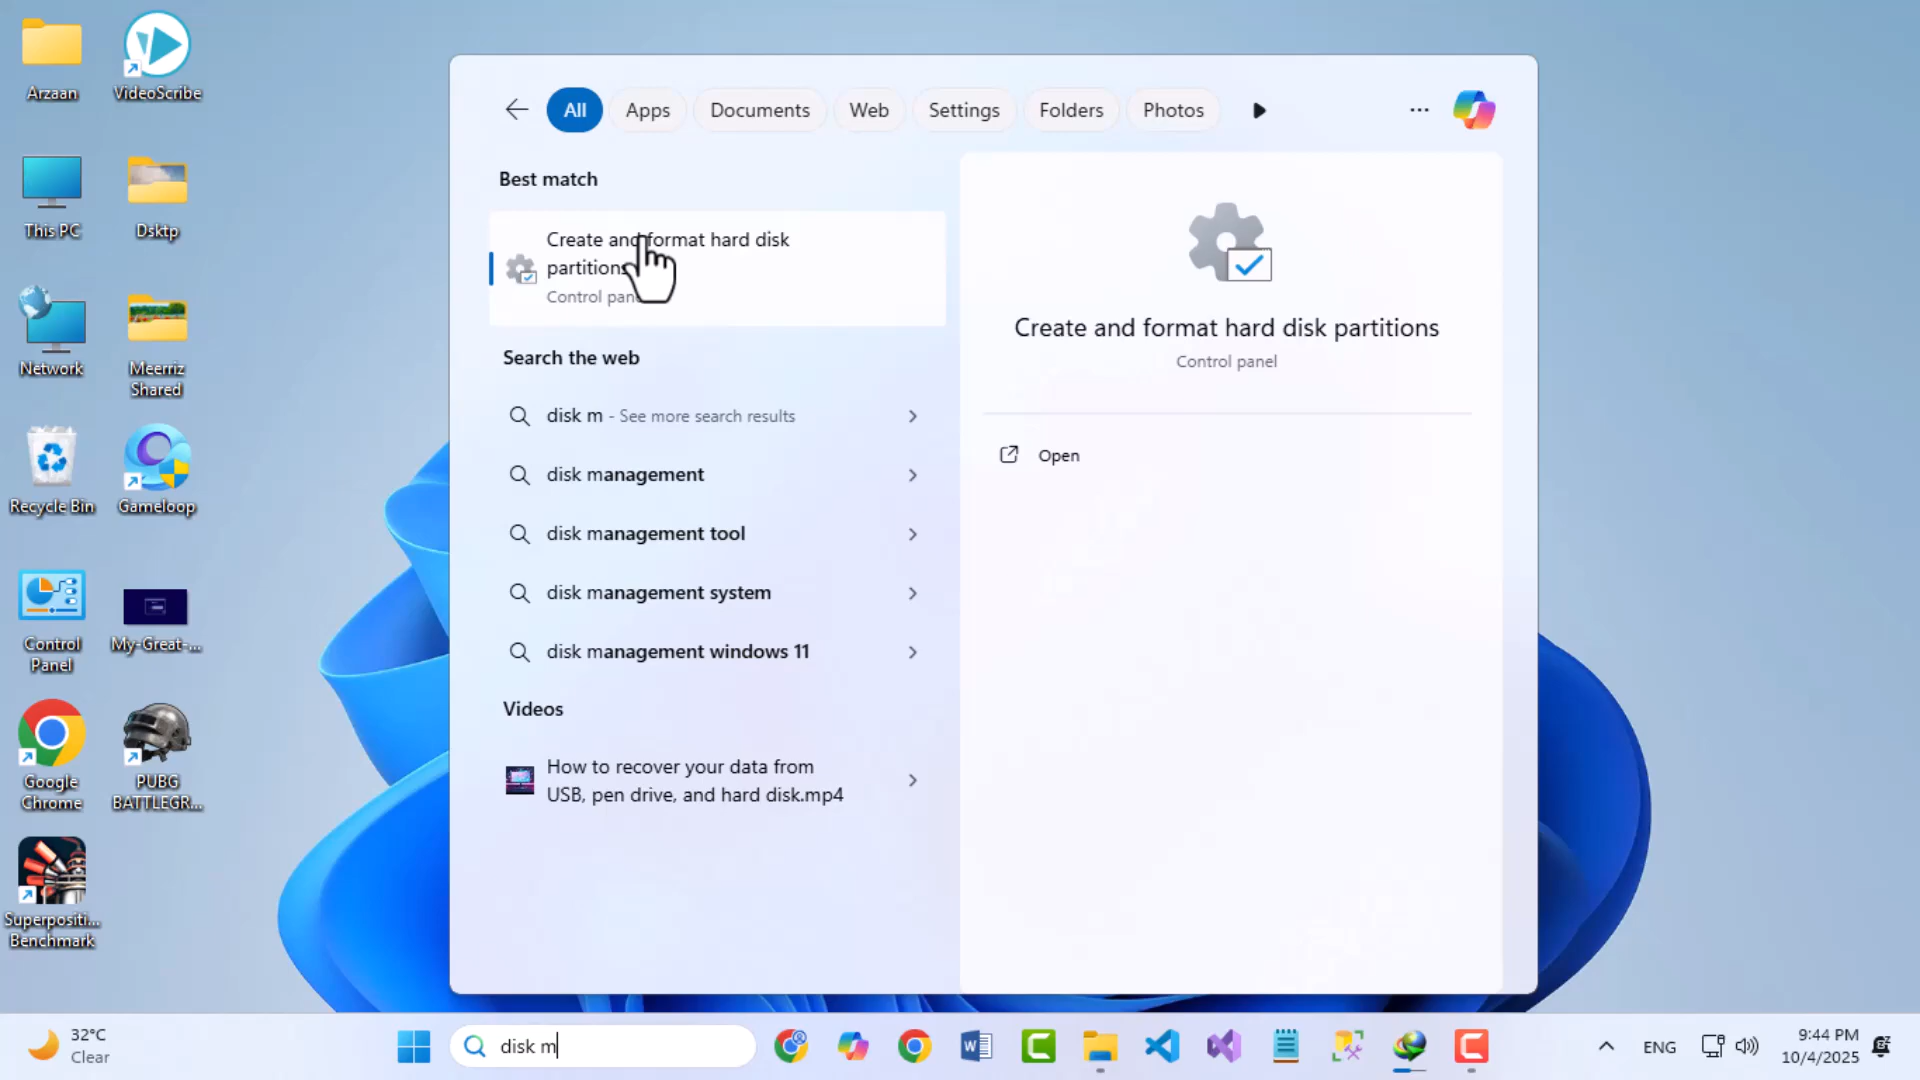 Arzaan
VideoScribe
This PC
Dsktp
Network
Meerriz
Shared
Recycle Bin
Gameloop
Control
Panel
My-Great-...
Google
Chrome
PUBG
BATTLEGR...
Superpositi...
Benchmark
All
Apps
Documents
Web
Settings
Folders
Photos
Best match
Create and format hard disk
partitions
Control pan
Search the web
disk m - See more search results
disk management
disk management tool
disk management system
disk management windows 11
Videos
How to recover your data from
USB, pen drive, and hard disk.mp4
Create and format hard disk partitions
Control panel
Open
32°C
Clear
disk m
ENG
9:44 PM
10/4/2025